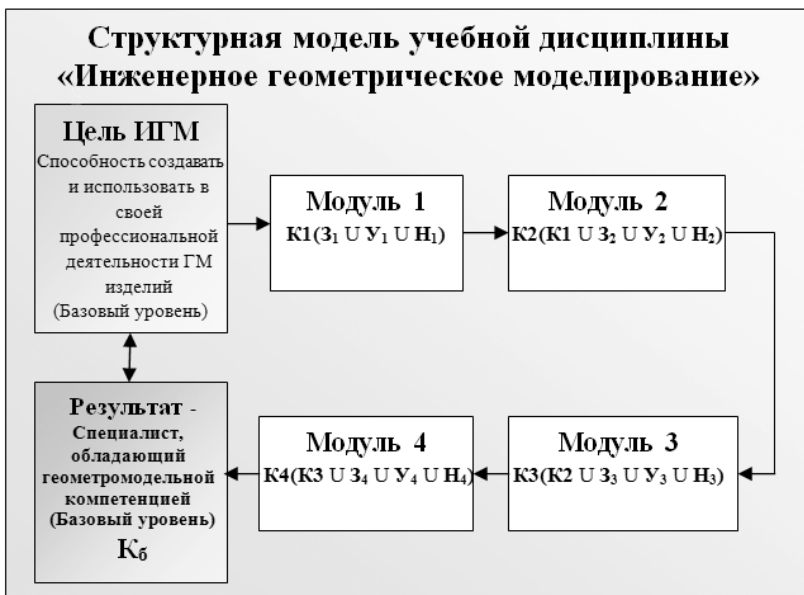 Структурная модель учебной дисциплины
«Инженерное геометрическое моделирование»
Цель ИГМ
Способность создавать
и использовать в
своей
профессиональной
деятельности ГМ
изделий
(Базовый уровень)
Модуль 1
К1(З₁ U У₁ U Н₁)
Модуль 2
К2(К1 U З₂ U У₂ U Н₂)
Модуль 3
К3(К2 U З₃ U У₃ U Н₃)
Модуль 4
К4(К3 U З₄ U У₄ U Н₄)
Результат -
Специалист,
обладающий
геометромодельной
компетенцией
(Базовый уровень)
Кб